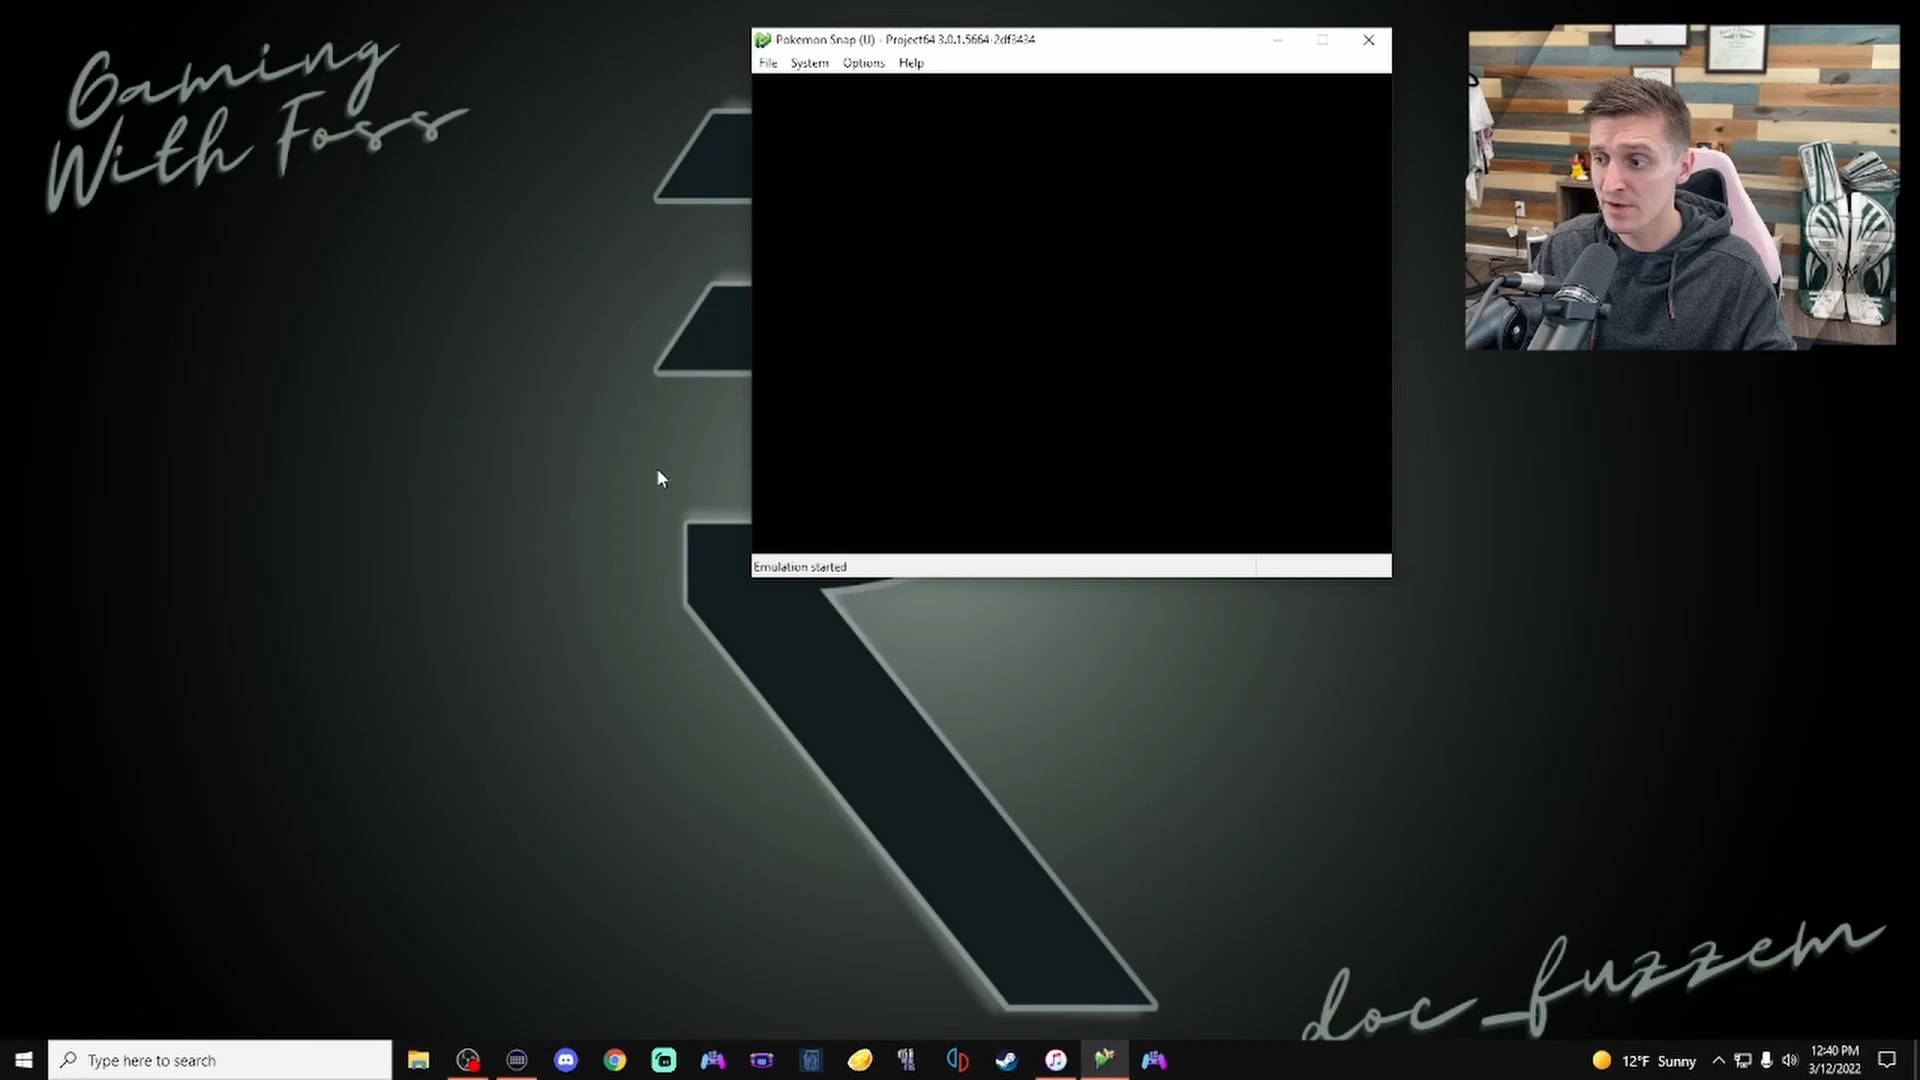 Gaming
With Foss
Pokemon Snap (U) - Project64 3.0.1.5664-2df3434
File System Options Help
Emulation started
doc_fuzzem
Type here to search
12°F Sunny
12:40 PM
3/12/2022